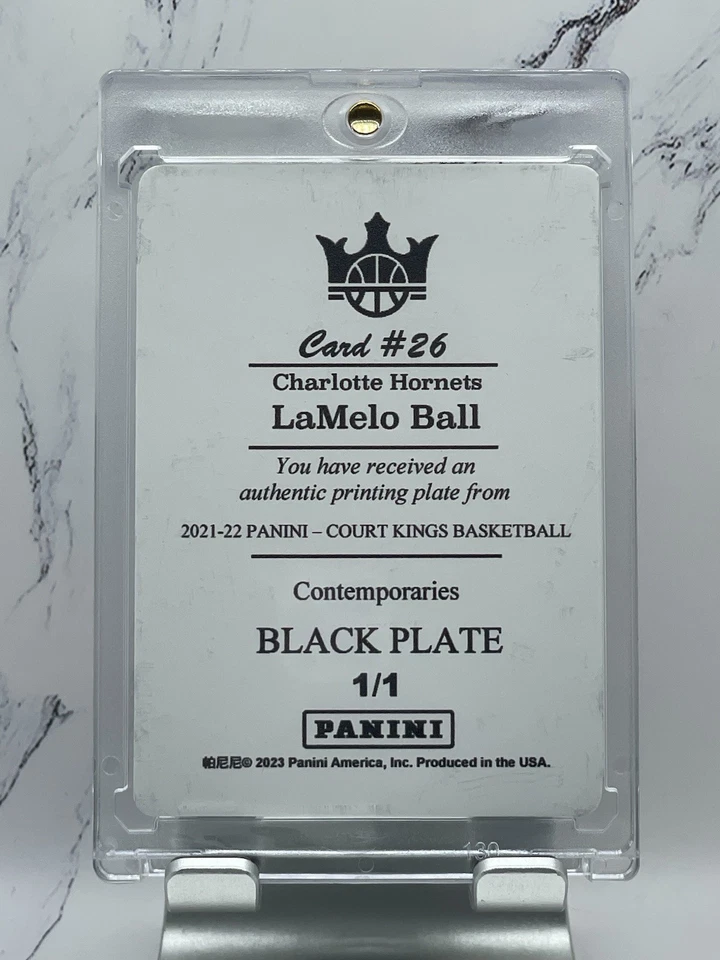 Card #26
Charlotte Hornets
LaMelo Ball
You have received an
authentic printing plate from
2021-22 PANINI – COURT KINGS BASKETBALL
Contemporaries
BLACK PLATE
1/1
PANINI
帕尼尼© 2023 Panini America, Inc. Produced in the USA.
130